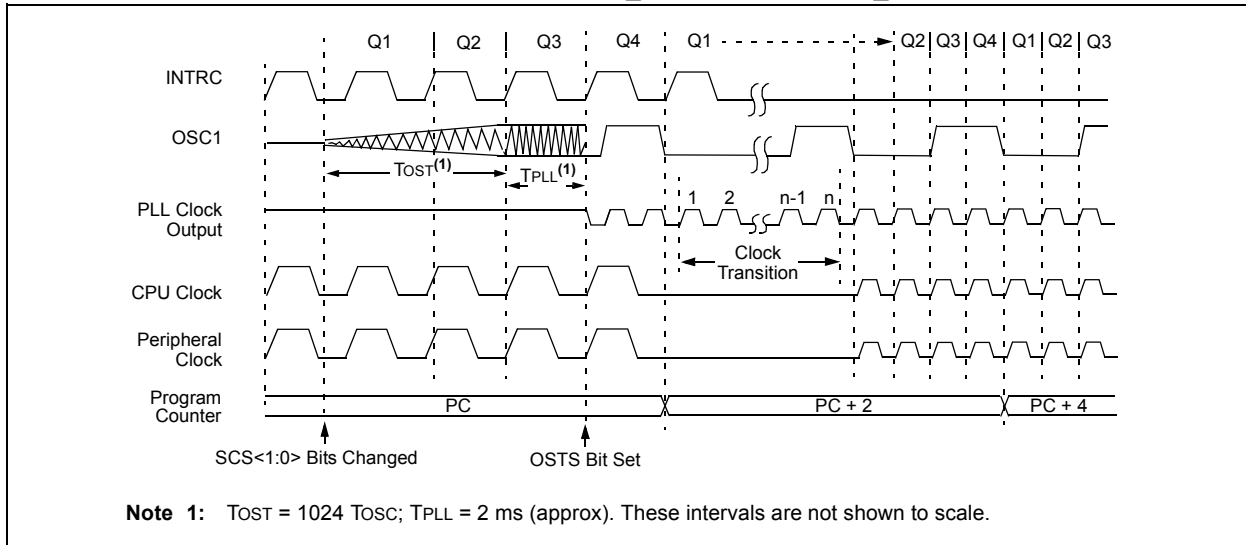 Q1 Q2 Q3 Q4 Q1 Q2 Q3 Q4 Q1 Q2 Q3
INTRC
OSC1
TOST(1) TPLL(1)
1 2 n-1 n
PLL Clock
Output
Clock
Transition
CPU Clock
Peripheral
Clock
Program
Counter
PC PC + 2 PC + 4
SCS<1:0> Bits Changed OSTS Bit Set
Note 1: TOST = 1024 TOSC; TPLL = 2 ms (approx). These intervals are not shown to scale.